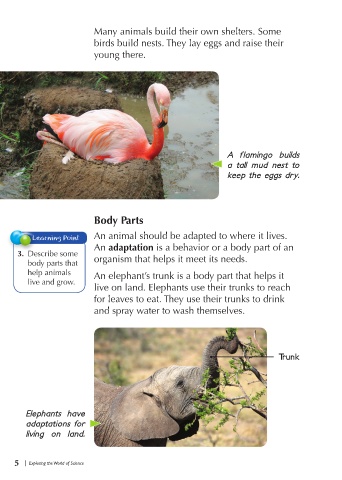 Many animals build their own shelters. Some
birds build nests. They lay eggs and raise their
young there.
A flamingo builds
a tall mud nest to
keep the eggs dry.
Body Parts
Learning Point
3. Describe some
body parts that
help animals
live and grow.
An animal should be adapted to where it lives.
An adaptation is a behavior or a body part of an
organism that helps it meet its needs.
An elephant's trunk is a body part that helps it
live on land. Elephants use their trunks to reach
for leaves to eat. They use their trunks to drink
and spray water to wash themselves.
Trunk
Elephants have
adaptations for
living on land.
5 | Exploring the World of Science